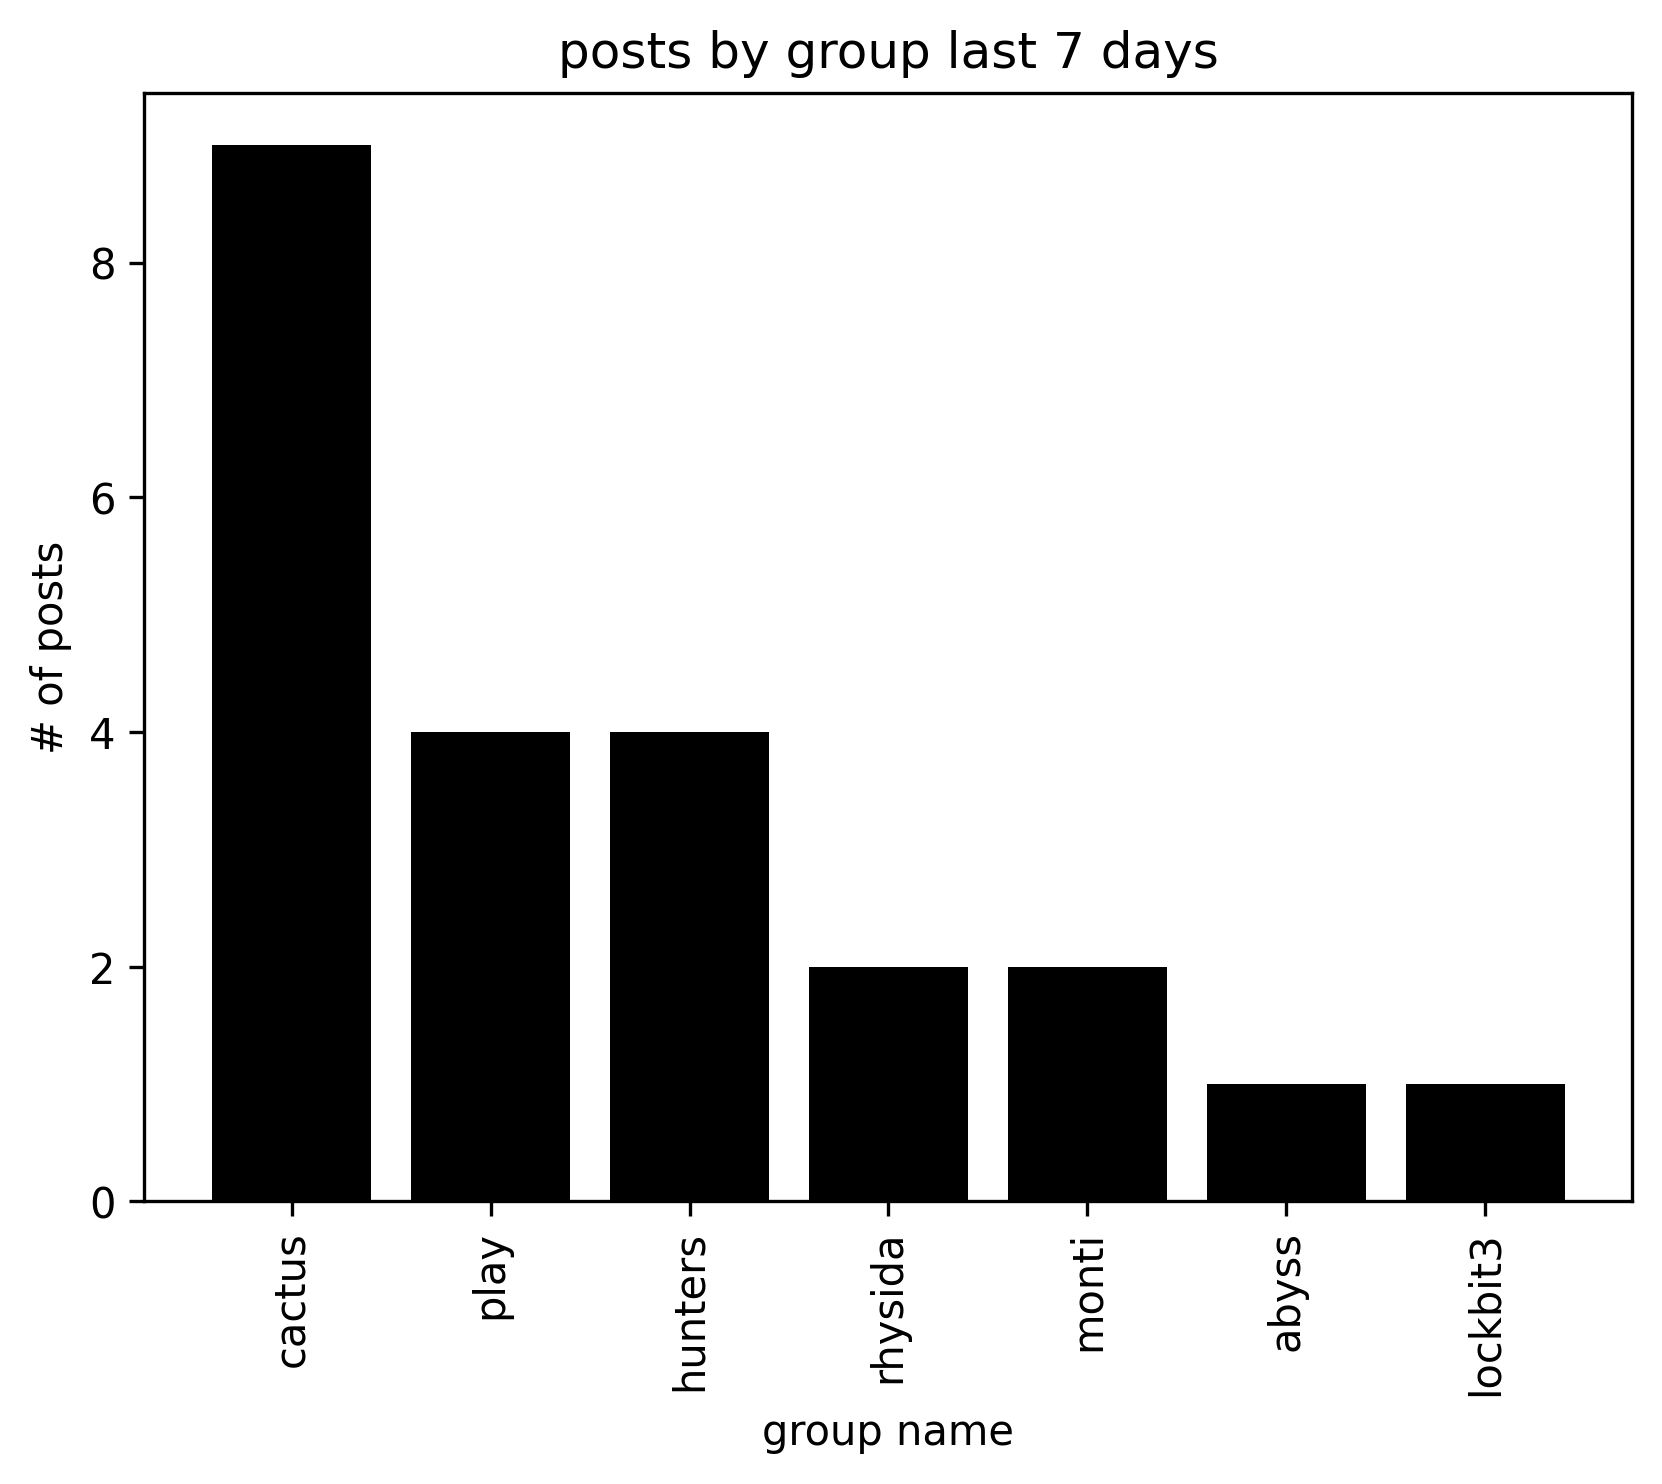 posts by group last 7 days
# of posts
8
6
4
2
0
cactus
play
hunters
rhysida
monti
abyss
lockbit3
group name